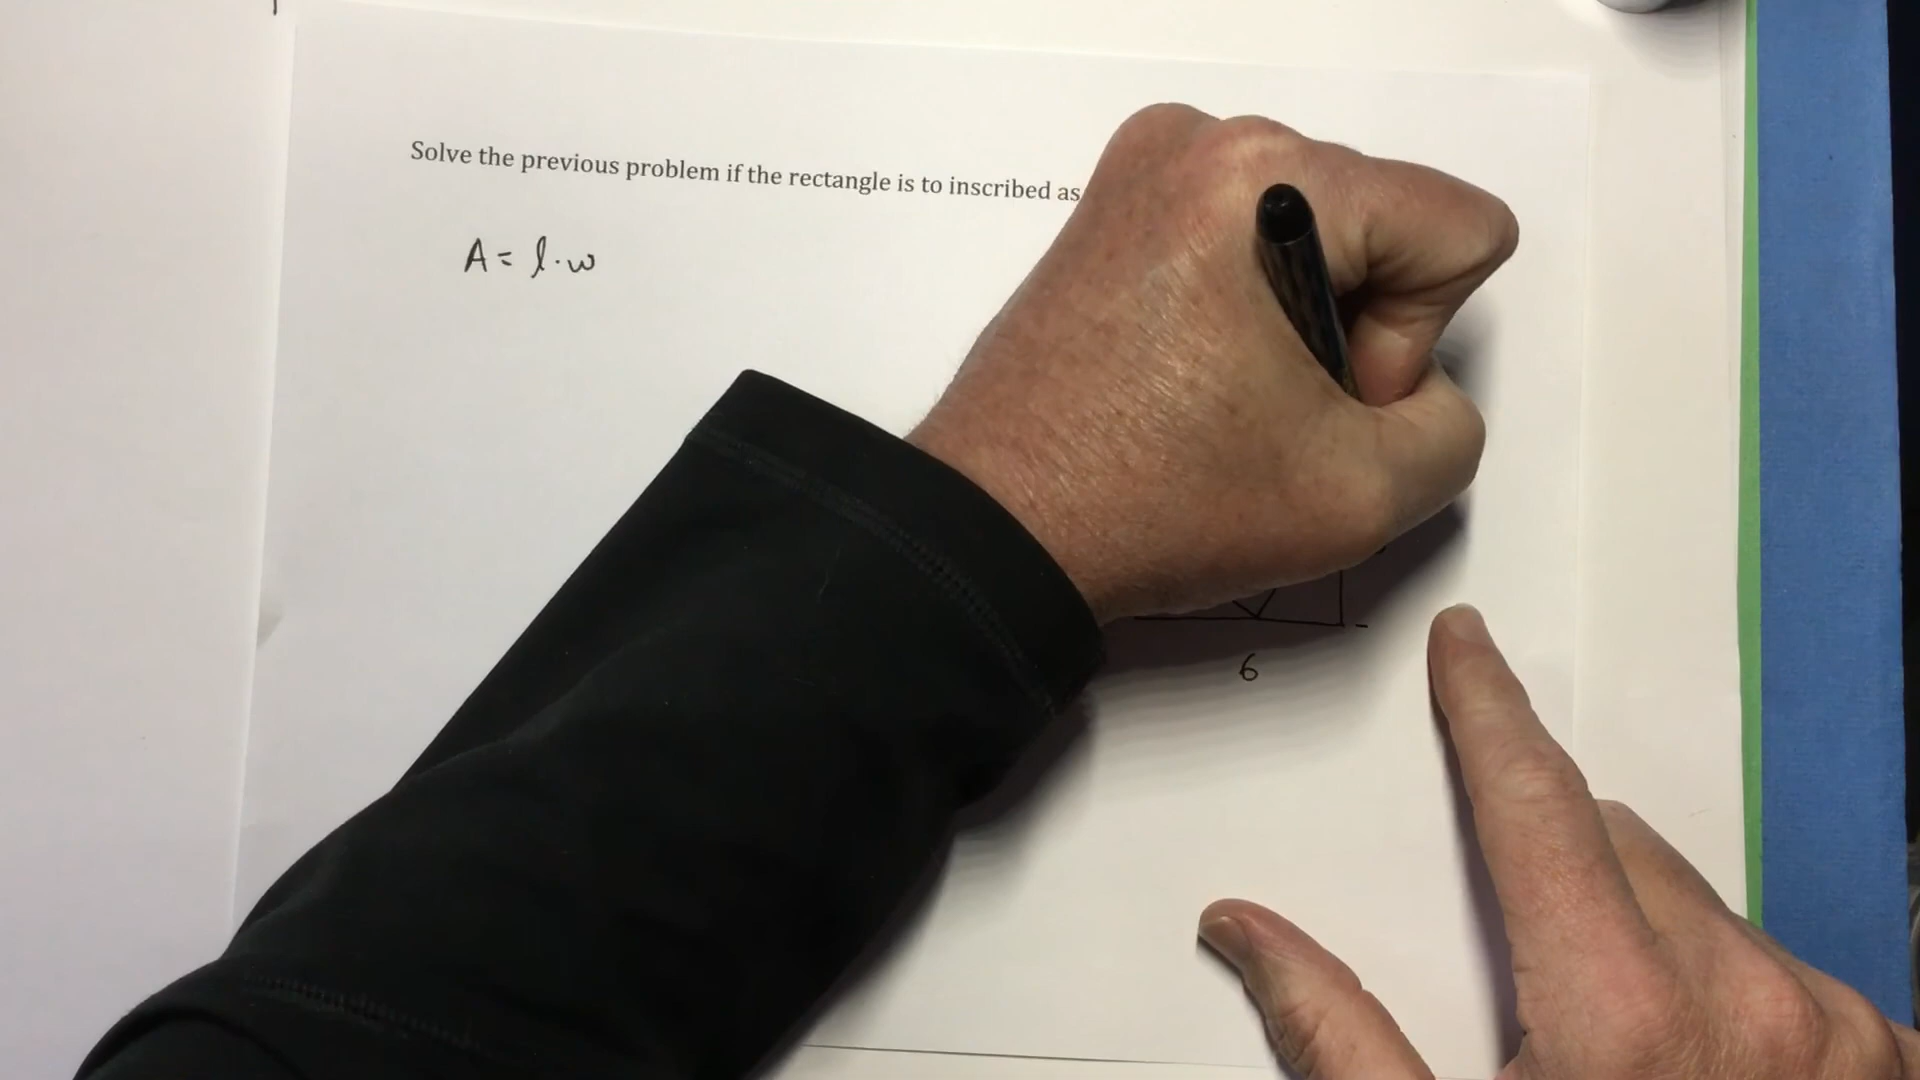 Solve the previous problem if the rectangle is to inscribed as
A = l · w
6